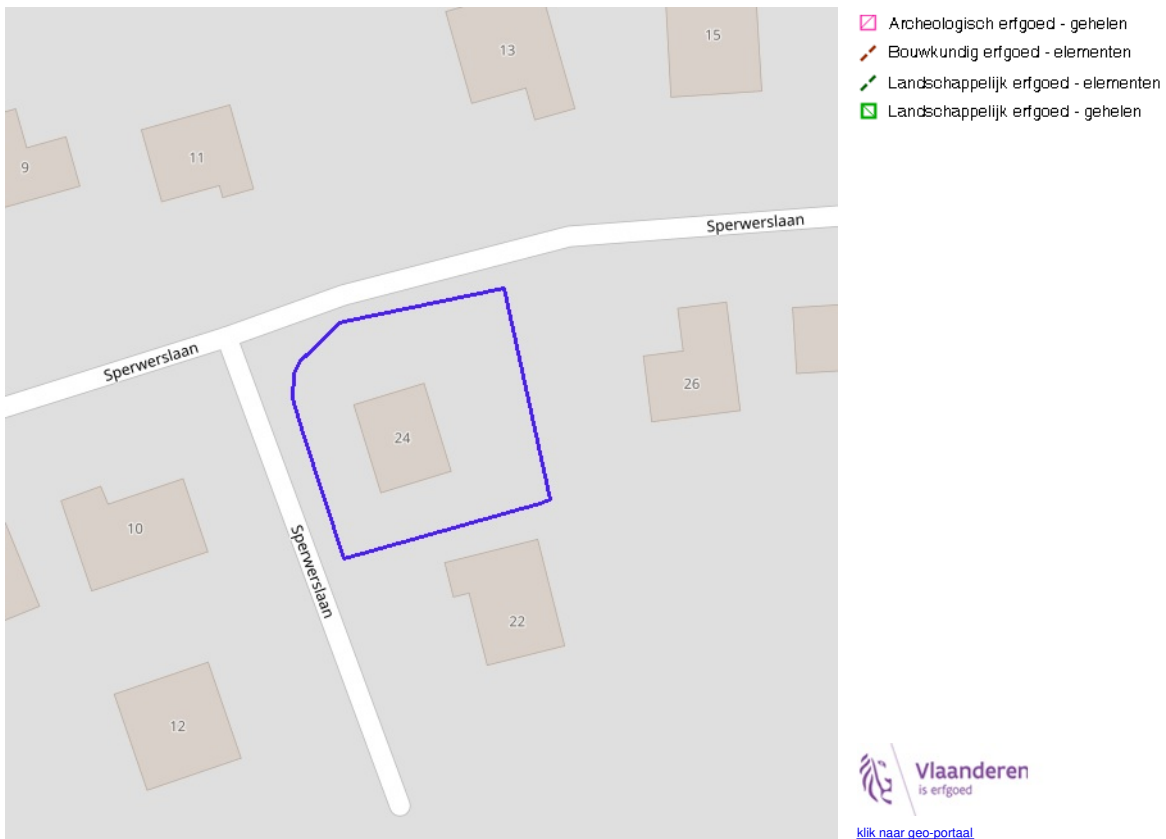 13
15
Archeologisch erfgoed - gehelen
Bouwkundig erfgoed - elementen
Landschappelijk erfgoed - elementen
Landschappelijk erfgoed - gehelen
9
11
Sperwerslaan
Sperwerslaan
26
24
10
Sperwerslaan
22
12
Vlaanderen
is erfgoed
klik naar geo-portaal